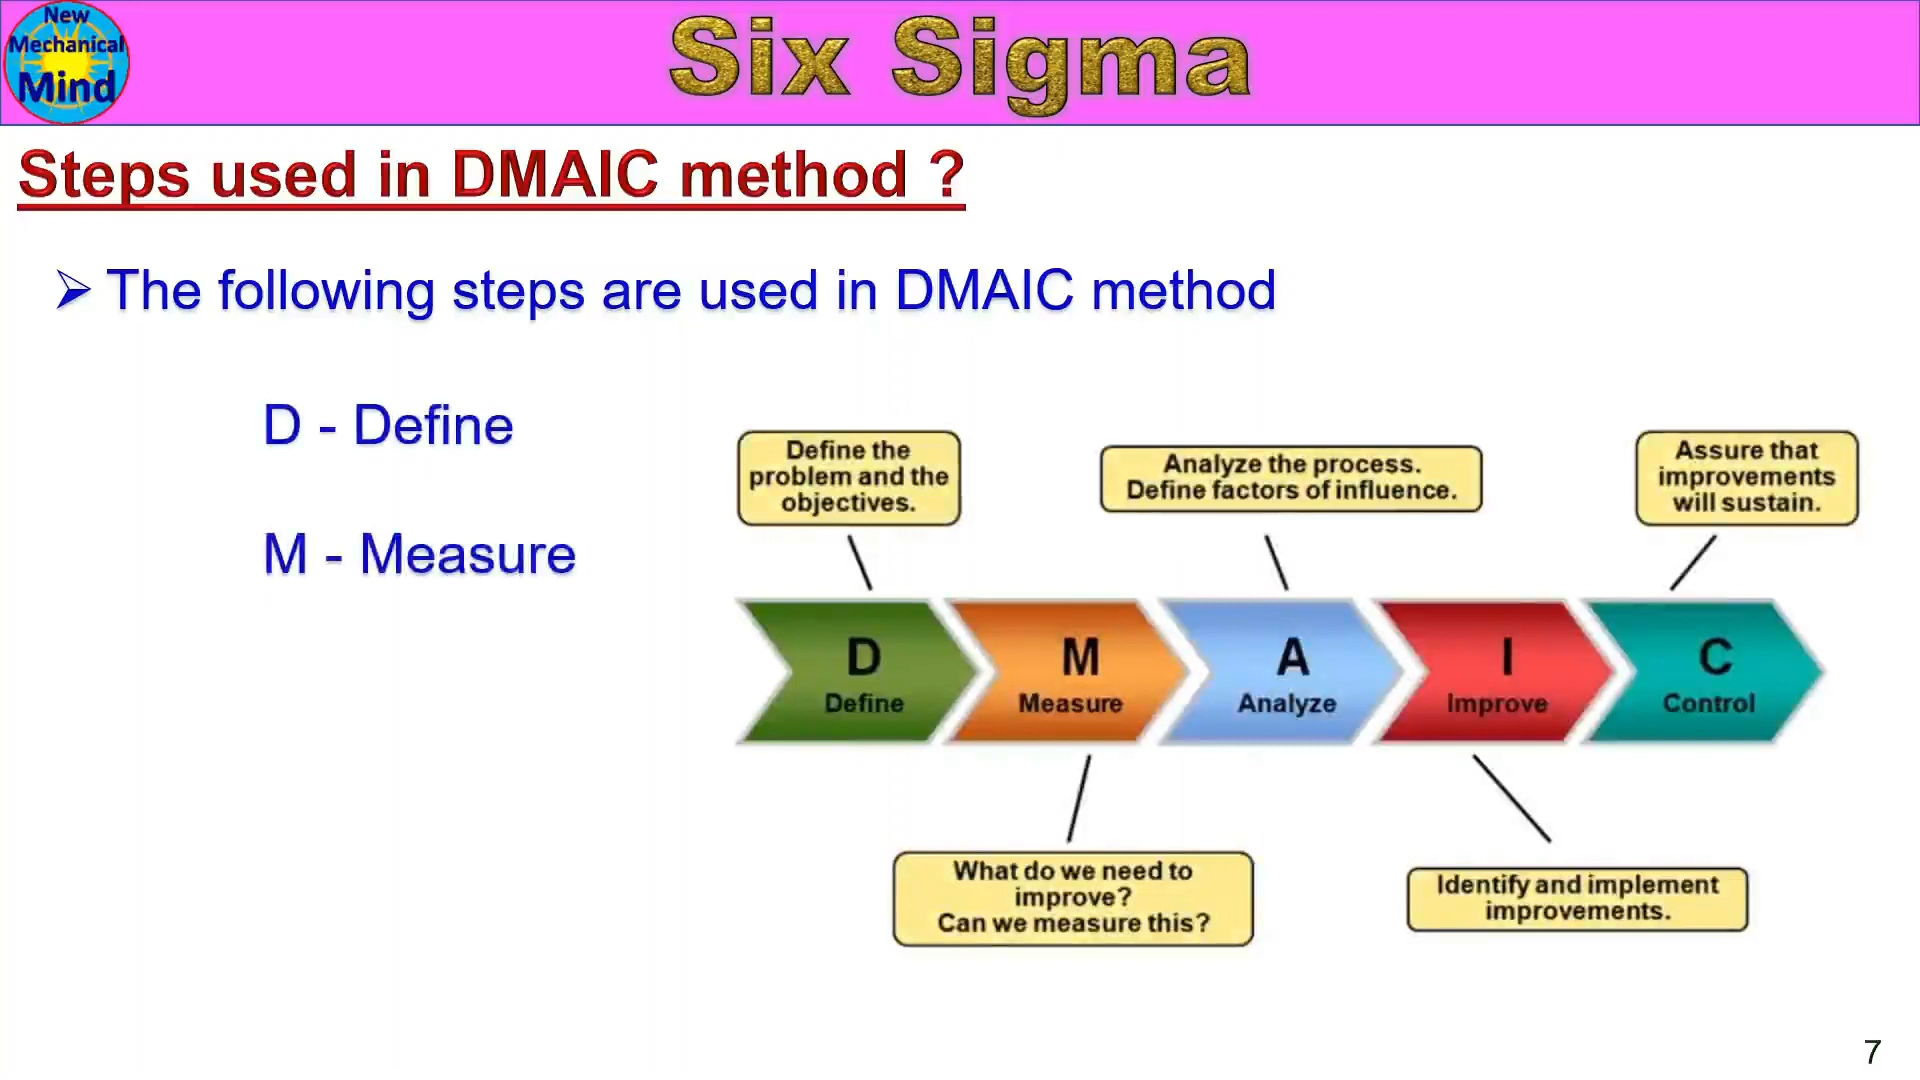 New
Mechanical
Mind
Six Sigma
Steps used in DMAIC method ?
The following steps are used in DMAIC method
D - Define
M - Measure
Define the
problem and the
objectives.
Analyze the process.
Define factors of influence.
Assure that
improvements
will sustain.
D
Define
M
Measure
A
Analyze
I
Improve
C
Control
What do we need to
improve?
Can we measure this?
Identify and implement
improvements.
7